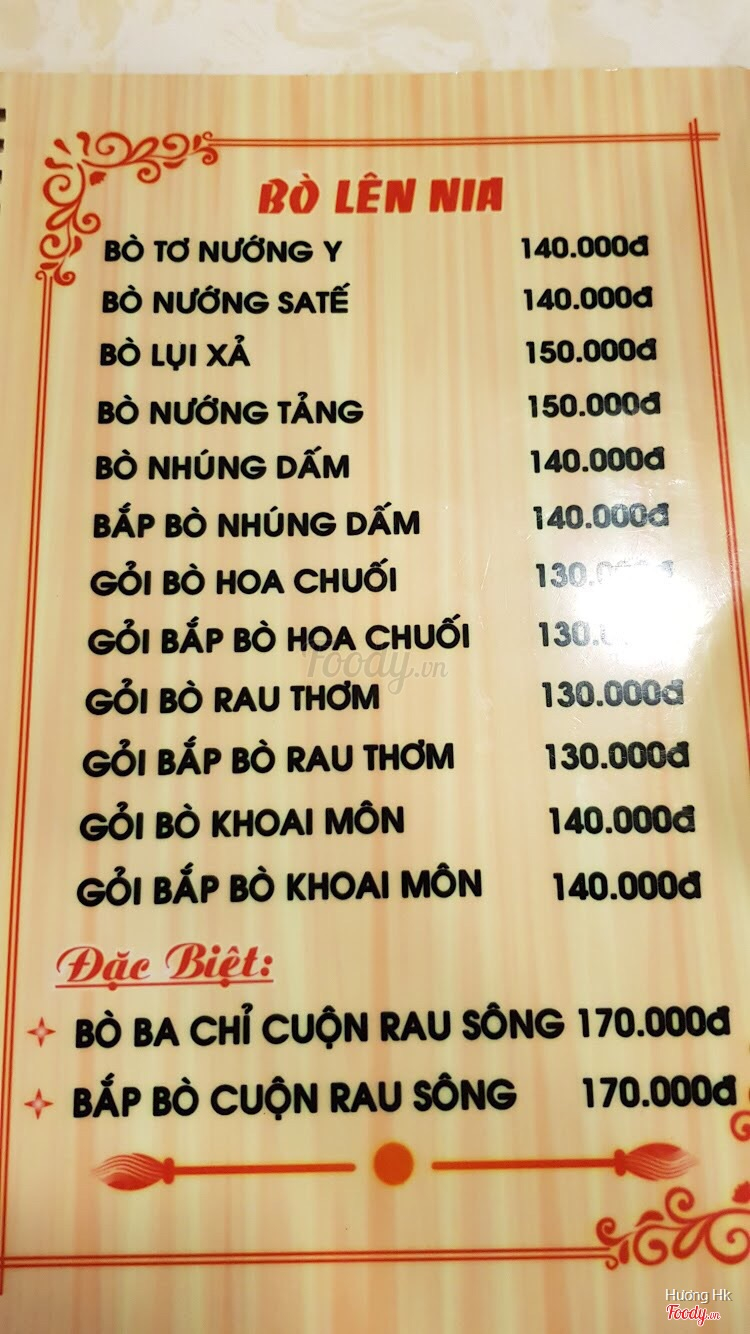 BÒ LÊN NIA
BÒ TƠ NƯỚNG Y 140.000đ
BÒ NƯỚNG SATẾ 140.000đ
BÒ LỤI XẢ 150.000đ
BÒ NƯỚNG TẢNG 150.000đ
BÒ NHÚNG DẤM 140.000đ
BẮP BÒ NHÚNG DẤM 140.000đ
GỎI BÒ HOA CHUỐI 130.000đ
GỎI BẮP BÒ HOA CHUỐI 130.
Foody.vn
GỎI BÒ RAU THƠM 130.000đ
GỎI BẮP BÒ RAU THƠM 130.000đ
GỎI BÒ KHOAI MÔN 140.000đ
GỎI BẮP BÒ KHOAI MÔN 140.000đ
Đặc Biệt:
BÒ BA CHỈ CUỘN RAU SÔNG 170.000đ
BẮP BÒ CUỘN RAU SÔNG 170.000đ
Hương Hk
Foody.vn